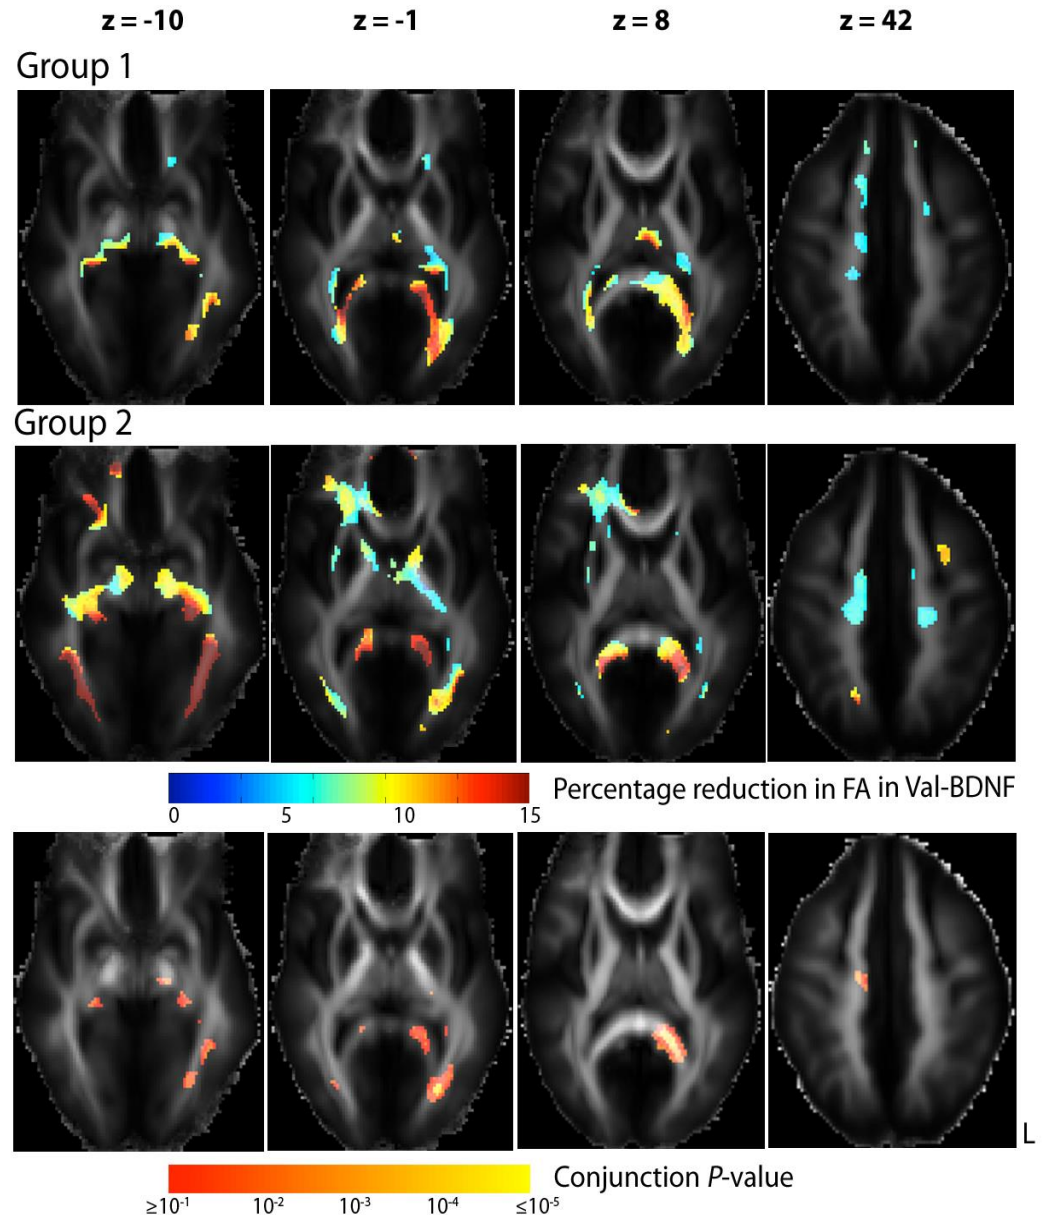 z = -10 z = -1 z = 8 z = 42
Group 1
Group 2
Percentage reduction in FA in Val-BDNF
0 5 10 15
L
Conjunction P-value
≥10-1 10-2 10-3 10-4 ≤10-5